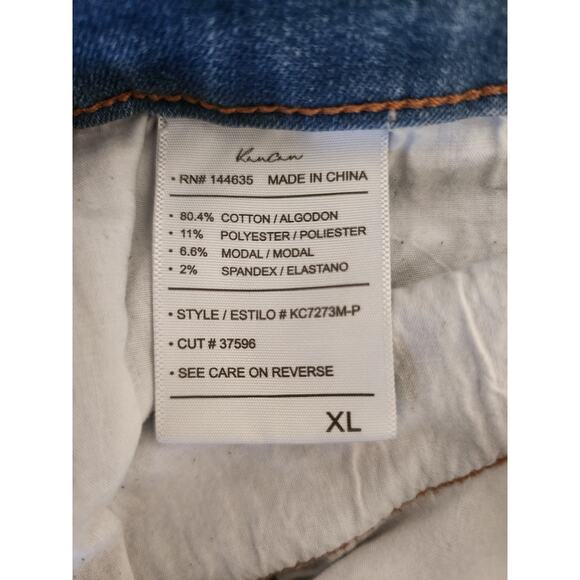 KanCan
• RN# 144635 MADE IN CHINA
• 80.4% COTTON / ALGODON
• 11% POLYESTER / POLIESTER
• 6.6% MODAL / MODAL
• 2% SPANDEX / ELASTANO
• STYLE / ESTILO # KC7273M-P
• CUT # 37596
• SEE CARE ON REVERSE
XL